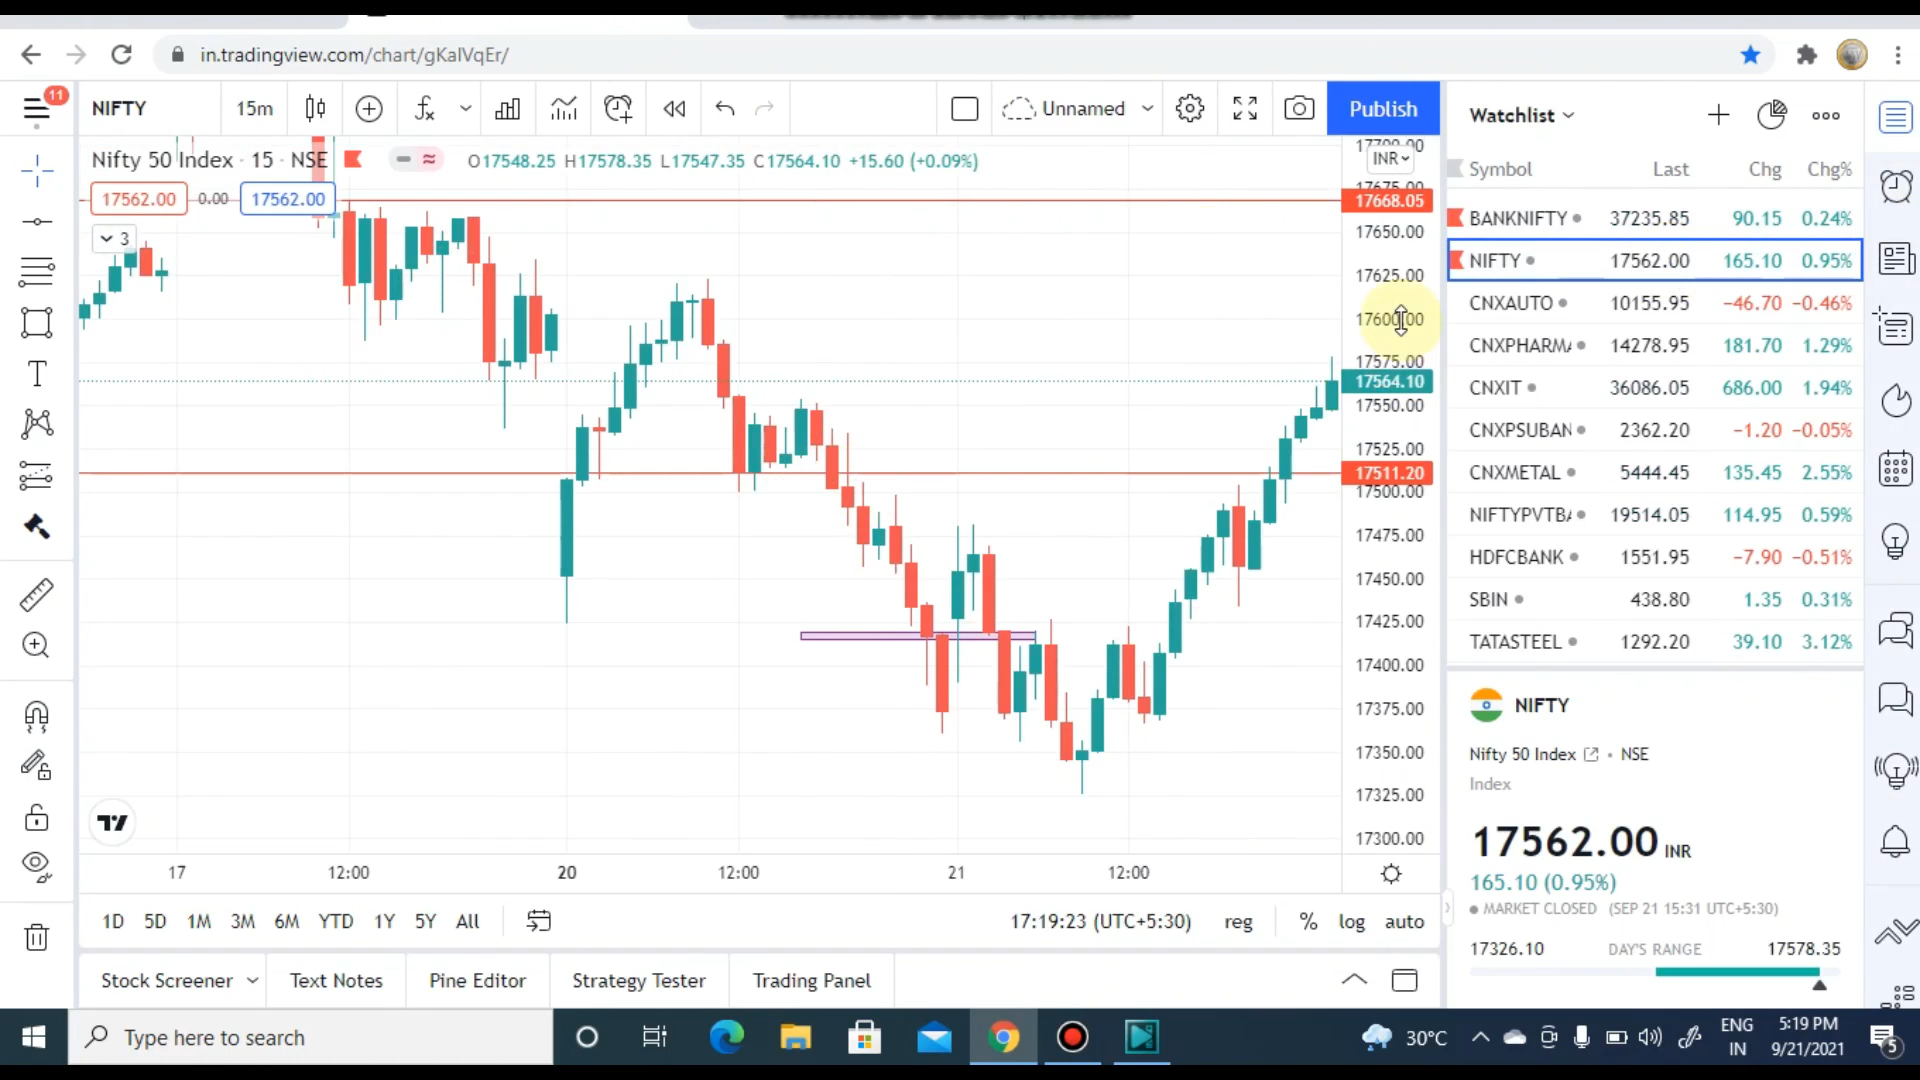 in.tradingview.com/chart/gKalVqEr/
11
NIFTY
15m
Unnamed
Publish
Nifty 50 Index · 15 · NSE
O17548.25 H17578.35 L17547.35 C17564.10 +15.60 (+0.09%)
17562.00
0.00
17562.00
3
INR
17700.00
17675.00
17668.05
17650.00
17625.00
17600.00
17575.00
17564.10
17550.00
17525.00
17511.20
17500.00
17475.00
17450.00
17425.00
17400.00
17375.00
17350.00
17325.00
17300.00
17 12:00 20 12:00 21 12:00
1D 5D 1M 3M 6M YTD 1Y 5Y All
17:19:23 (UTC+5:30) reg % log auto
Stock Screener Text Notes Pine Editor Strategy Tester Trading Panel
Watchlist
Symbol Last Chg Chg%
BANKNIFTY 37235.85 90.15 0.24%
NIFTY 17562.00 165.10 0.95%
CNXAUTO 10155.95 −46.70 −0.46%
CNXPHARMA 14278.95 181.70 1.29%
CNXIT 36086.05 686.00 1.94%
CNXPSUBAN 2362.20 −1.20 −0.05%
CNXMETAL 5444.45 135.45 2.55%
NIFTYPVTB 19514.05 114.95 0.59%
HDFCBANK 1551.95 −7.90 −0.51%
SBIN 438.80 1.35 0.31%
TATASTEEL 1292.20 39.10 3.12%
NIFTY
Nifty 50 Index · NSE
Index
17562.00 INR
165.10 (0.95%)
MARKET CLOSED (SEP 21 15:31 UTC+5:30)
17326.10 DAY'S RANGE 17578.35
Type here to search
30°C
ENG
IN
5:19 PM
9/21/2021
5